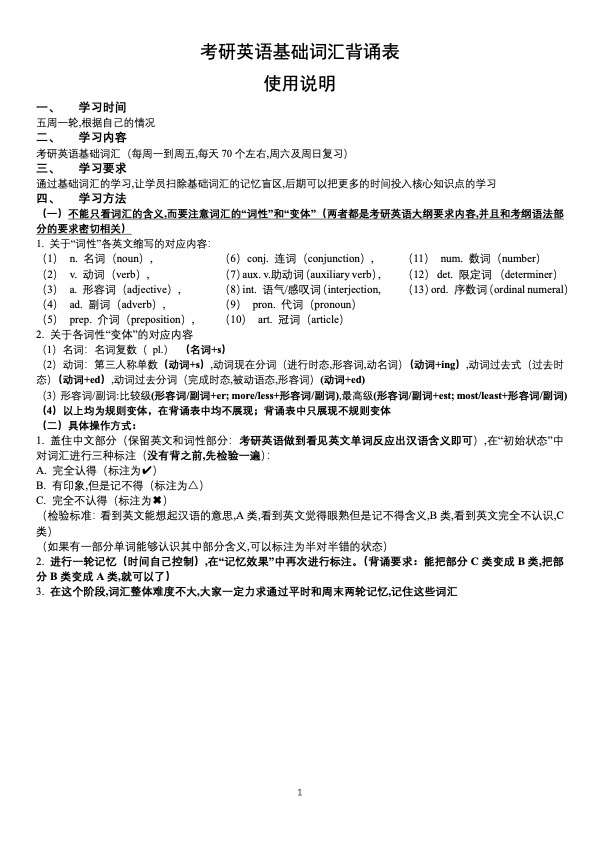 考研英语基础词汇背诵表
使用说明
一、 学习时间
五周一轮,根据自己的情况
二、 学习内容
考研英语基础词汇（每周一到周五,每天 70 个左右,周六及周日复习）
三、 学习要求
通过基础词汇的学习,让学员扫除基础词汇的记忆盲区,后期可以把更多的时间投入核心知识点的学习
四、 学习方法
（一）不能只看词汇的含义,而要注意词汇的“词性”和“变体”（两者都是考研英语大纲要求内容,并且和考纲语法部
分的要求密切相关）
1. 关于“词性”各英文缩写的对应内容:
（1） n. 名词（noun）, （6）conj. 连词（conjunction）, （11） num. 数词（number）
（2） v. 动词（verb）, （7）aux. v.助动词（auxiliary verb）, （12）det. 限定词 （determiner）
（3） a. 形容词（adjective）, （8）int. 语气/感叹词（interjection, （13）ord. 序数词（ordinal numeral）
（4） ad. 副词（adverb）, （9） pron. 代词（pronoun）
（5） prep. 介词（preposition）, （10） art. 冠词（article）
2. 关于各词性“变体”的对应内容
（1）名词：名词复数（ pl.） （名词+s）
（2）动词：第三人称单数（动词+s）,动词现在分词（进行时态,形容词,动名词）（动词+ing）,动词过去式（过去时
态）（动词+ed）,动词过去分词（完成时态,被动语态,形容词）(动词+ed)
（3）形容词/副词:比较级(形容词/副词+er; more/less+形容词/副词),最高级(形容词/副词+est; most/least+形容词/副词)
（4）以上均为规则变体，在背诵表中均不展现；背诵表中只展现不规则变体
（二）具体操作方式：
1. 盖住中文部分（保留英文和词性部分：考研英语做到看见英文单词反应出汉语含义即可）,在“初始状态”中
对词汇进行三种标注（没有背之前,先检验一遍）：
A. 完全认得（标注为✔）
B. 有印象,但是记不得（标注为△）
C. 完全不认得（标注为✖）
（检验标准：看到英文能想起汉语的意思,A 类,看到英文觉得眼熟但是记不得含义,B 类,看到英文完全不认识,C
类）
（如果有一部分单词能够认识其中部分含义,可以标注为半对半错的状态）
2. 进行一轮记忆（时间自己控制）,在“记忆效果”中再次进行标注。（背诵要求：能把部分 C 类变成 B 类,把部
分 B 类变成 A 类,就可以了）
3. 在这个阶段,词汇整体难度不大,大家一定力求通过平时和周末两轮记忆,记住这些词汇
1